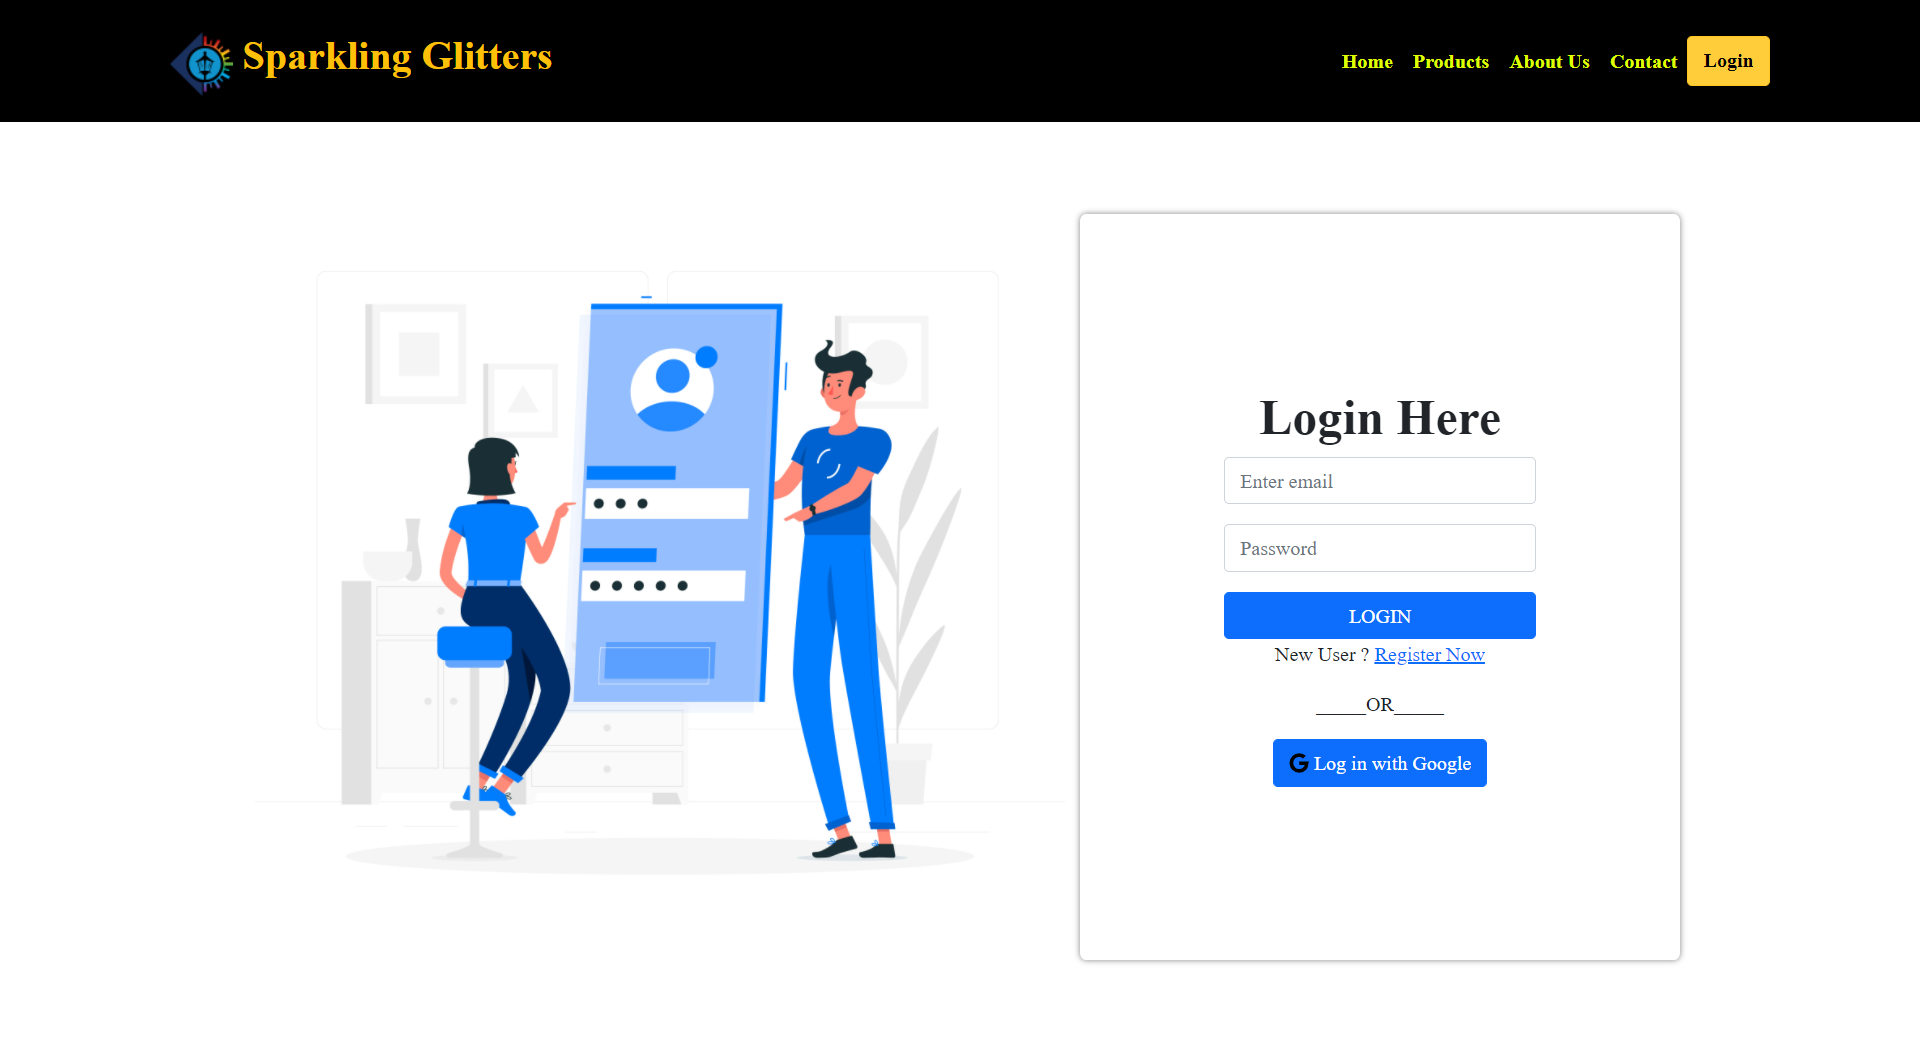 Sparkling Glitters
Home Products About Us Contact Login
Login Here
Enter email
Password
LOGIN
New User ? Register Now
_____OR_____
Log in with Google